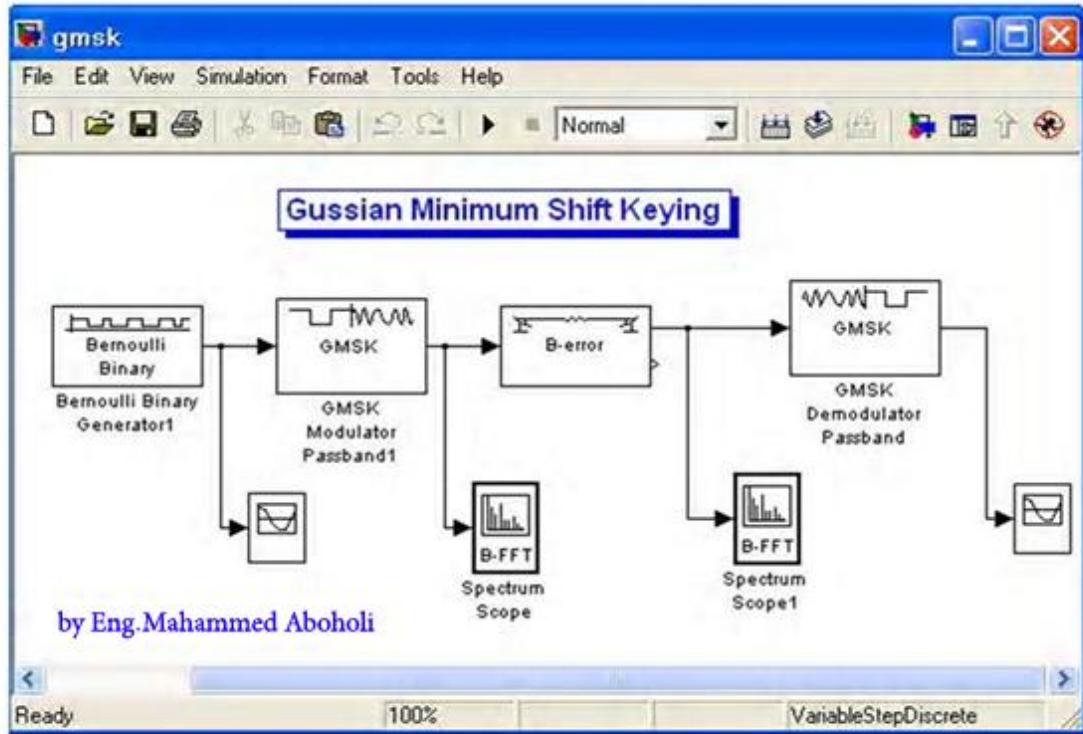 gmsk
File Edit View Simulation Format Tools Help
Normal
Gussian Minimum Shift Keying
Bernoulli
Binary
Bernoulli Binary
Generator1
GMSK
GMSK
Modulator
Passband1
B-error
GMSK
GMSK
Demodulator
Passband
B-FFT
Spectrum
Scope
B-FFT
Spectrum
Scope1
by Eng.Mahammed Aboholi
Ready 100% VariableStepDiscrete